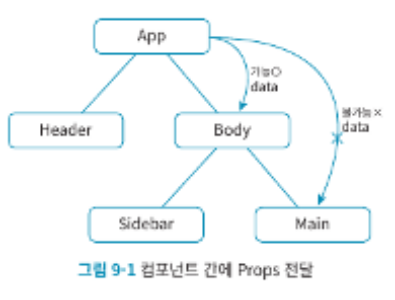 App
가능○
data
불가능×
data
Header
Body
Sidebar
Main
그림 9-1 컴포넌트 간에 Props 전달